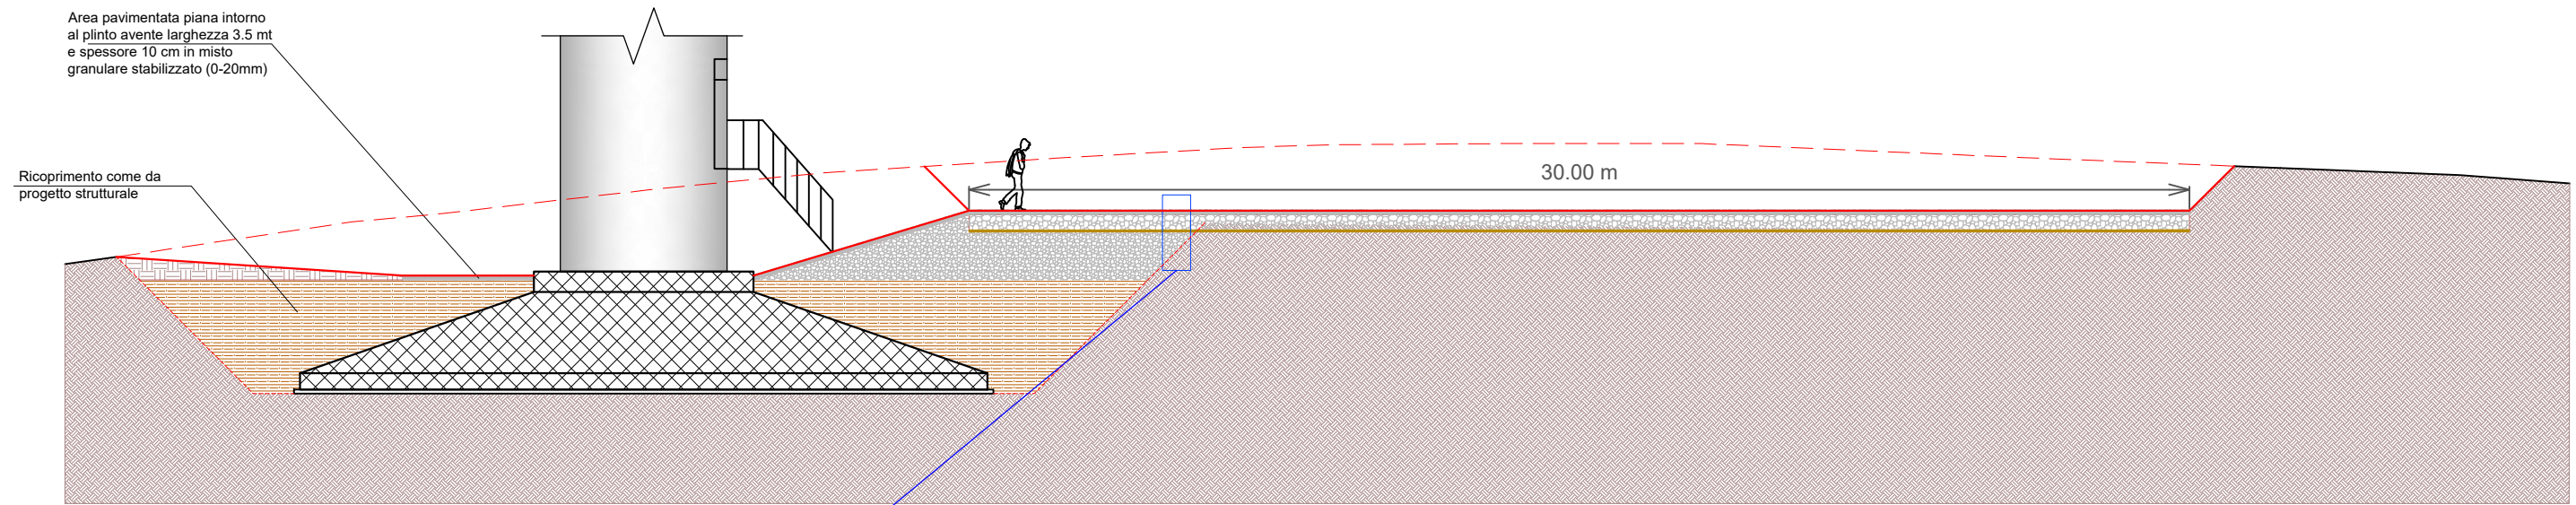 Area pavimentata piana intorno
al plinto avente larghezza 3.5 mt
e spessore 10 cm in misto
granulare stabilizzato (0-20mm)
Ricoprimento come da
progetto strutturale
30.00 m